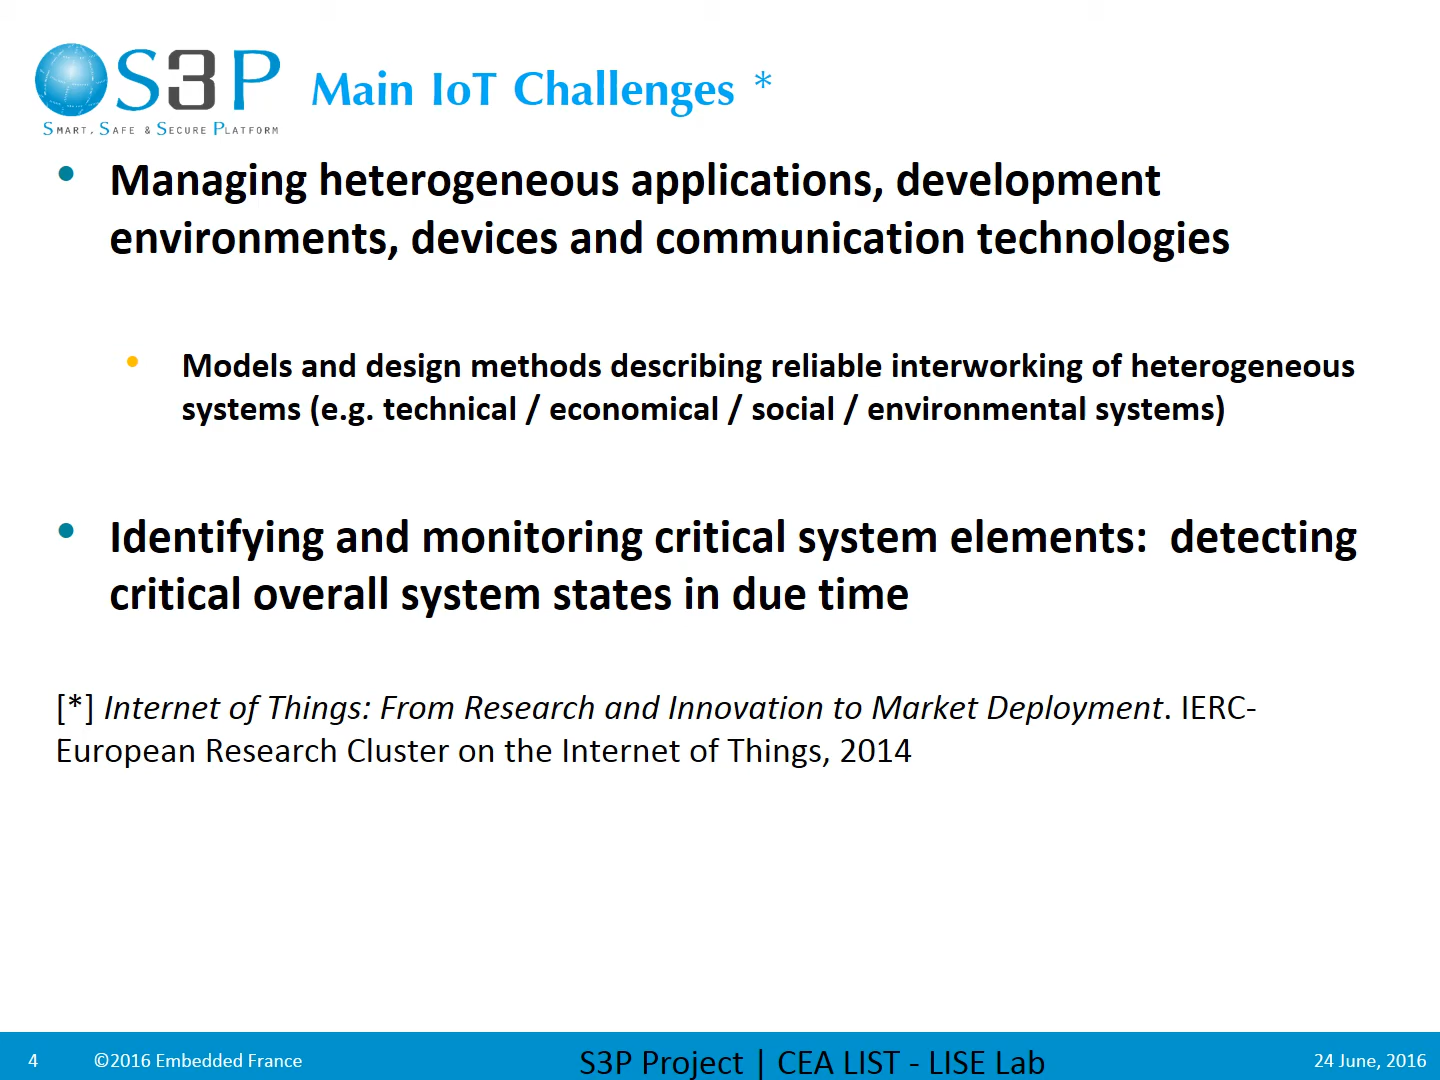 S3P
SMART, SAFE & SECURE PLATFORM
Main IoT Challenges *
• Managing heterogeneous applications, development
environments, devices and communication technologies
• Models and design methods describing reliable interworking of heterogeneous
systems (e.g. technical / economical / social / environmental systems)
• Identifying and monitoring critical system elements:  detecting
critical overall system states in due time
[*] Internet of Things: From Research and Innovation to Market Deployment. IERC-
European Research Cluster on the Internet of Things, 2014
4 ©2016 Embedded France S3P Project | CEA LIST - LISE Lab 24 June, 2016